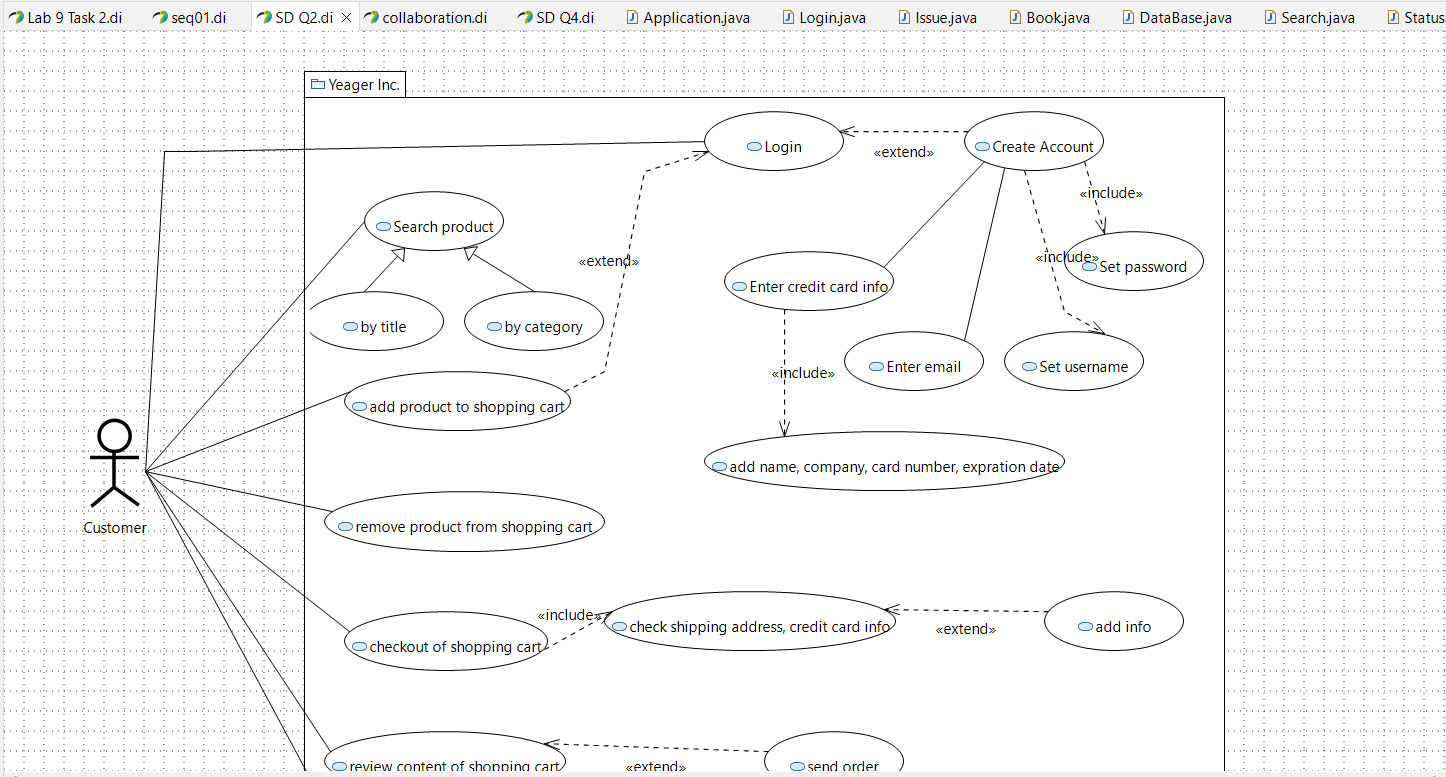 Lab 9 Task 2.di seq01.di SD Q2.di collaboration.di SD Q4.di Application.java Login.java Issue.java Book.java DataBase.java Search.java Status
Yeager Inc.
Login
«extend»
Create Account
«include»
Search product
«extend»
«include»
Set password
Enter credit card info
by title
by category
Enter email
Set username
«include»
add product to shopping cart
add name, company, card number, expration date
Customer
remove product from shopping cart
«include»
check shipping address, credit card info
«extend»
add info
checkout of shopping cart
review content of shopping cart
«extend»
send order